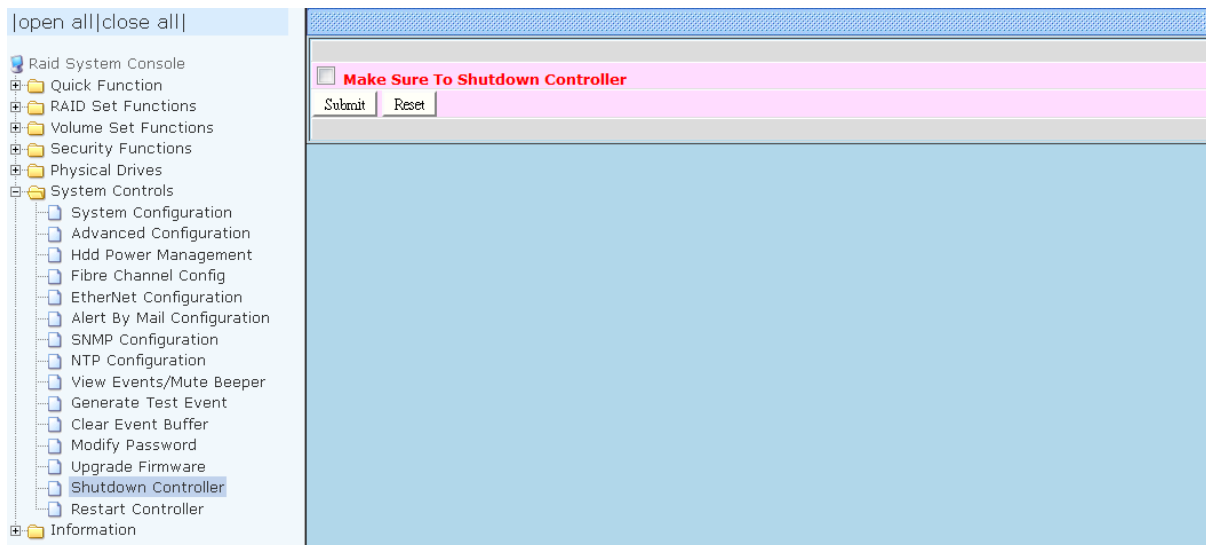 |open all|close all|
Raid System Console
Quick Function
RAID Set Functions
Volume Set Functions
Security Functions
Physical Drives
System Controls
System Configuration
Advanced Configuration
Hdd Power Management
Fibre Channel Config
EtherNet Configuration
Alert By Mail Configuration
SNMP Configuration
NTP Configuration
View Events/Mute Beeper
Generate Test Event
Clear Event Buffer
Modify Password
Upgrade Firmware
Shutdown Controller
Restart Controller
Information
Make Sure To Shutdown Controller
Submit Reset